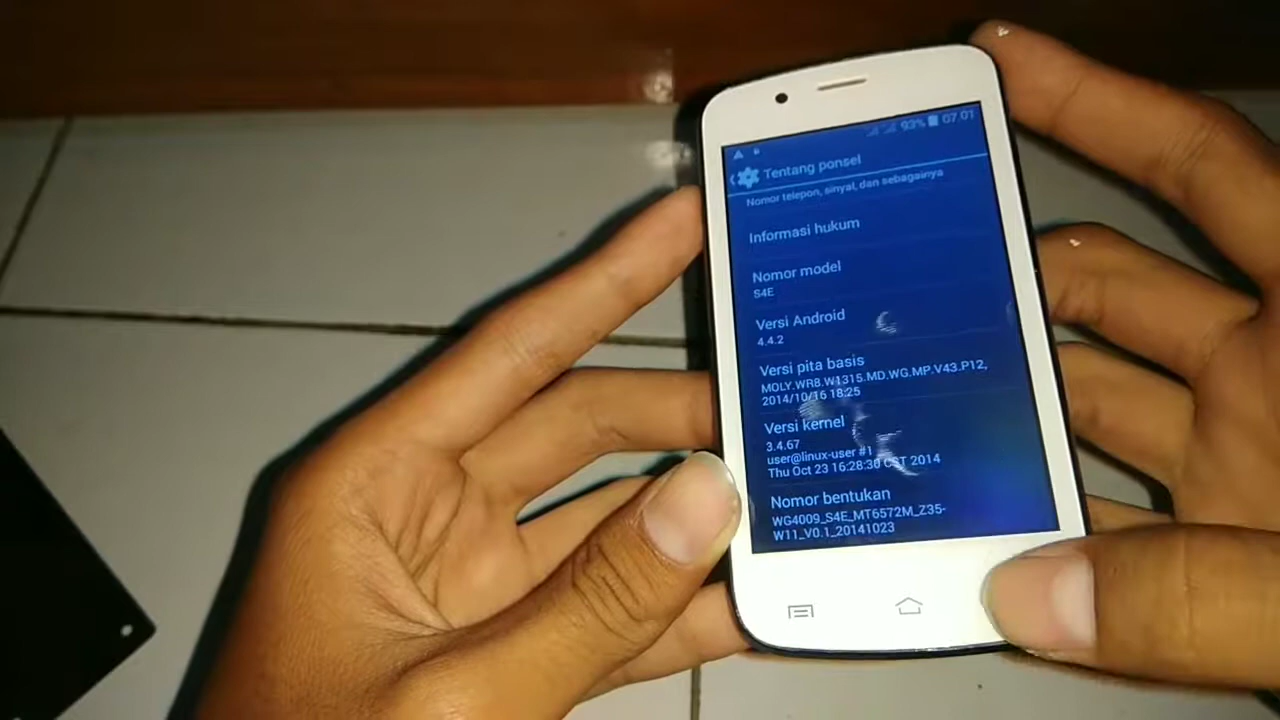 93% 07.01
Tentang ponsel
Nomor telepon, sinyal, dan sebagainya
Informasi hukum
Nomor model
S4E
Versi Android
4.4.2
Versi pita basis
MOLY.WR8.W1315.MD.WG.MP.V43.P12,
2014/10/16 18:25
Versi kernel
3.4.67
user@linux-user #1
Thu Oct 23 16:28:30 CST 2014
Nomor bentukan
WG4009_S4E_MT6572M_Z35-
W11_V0.1_20141023